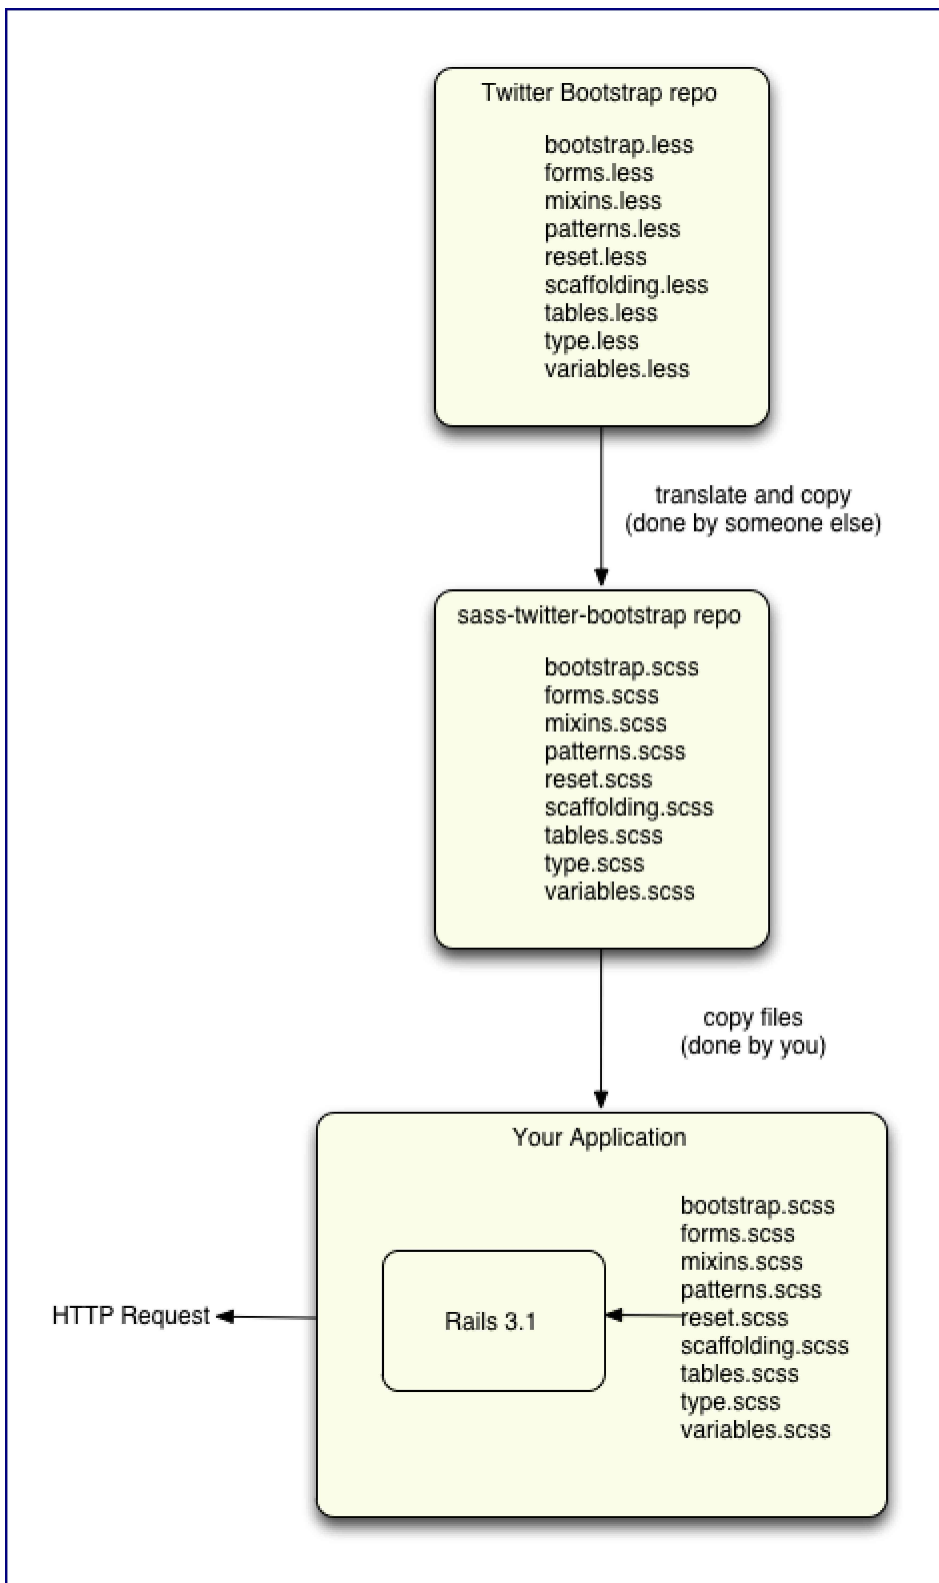 Twitter Bootstrap repo
bootstrap.less
forms.less
mixins.less
patterns.less
reset.less
scaffolding.less
tables.less
type.less
variables.less
translate and copy
(done by someone else)
sass-twitter-bootstrap repo
bootstrap.scss
forms.scss
mixins.scss
patterns.scss
reset.scss
scaffolding.scss
tables.scss
type.scss
variables.scss
copy files
(done by you)
Your Application
bootstrap.scss
forms.scss
mixins.scss
patterns.scss
reset.scss
scaffolding.scss
tables.scss
type.scss
variables.scss
Rails 3.1
HTTP Request